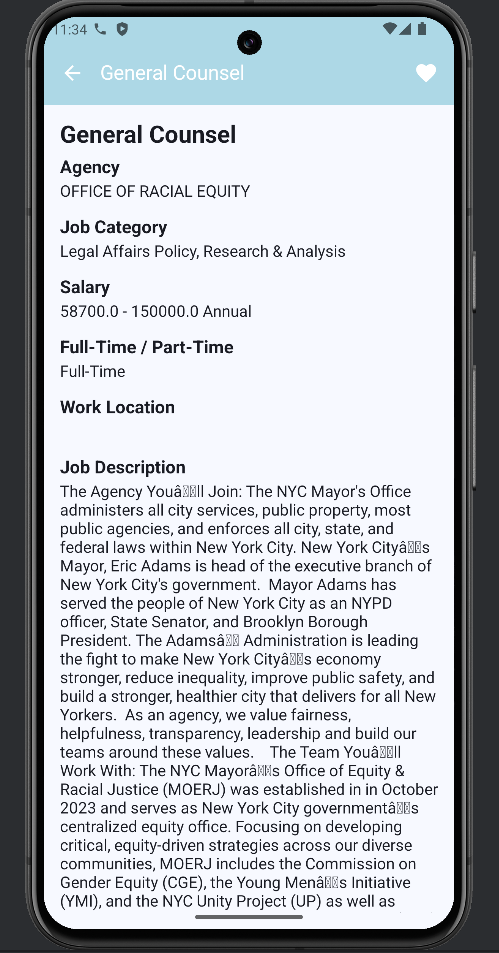 11:34
General Counsel
General Counsel
Agency
OFFICE OF RACIAL EQUITY
Job Category
Legal Affairs Policy, Research & Analysis
Salary
58700.0 - 150000.0 Annual
Full-Time / Part-Time
Full-Time
Work Location
Job Description
The Agency Youâ▯▯ll Join: The NYC Mayor's Office
administers all city services, public property, most
public agencies, and enforces all city, state, and
federal laws within New York City. New York Cityâ▯▯s
Mayor, Eric Adams is head of the executive branch of
New York City's government.  Mayor Adams has
served the people of New York City as an NYPD
officer, State Senator, and Brooklyn Borough
President. The Adamsâ▯▯ Administration is leading
the fight to make New York Cityâ▯▯s economy
stronger, reduce inequality, improve public safety, and
build a stronger, healthier city that delivers for all New
Yorkers.  As an agency, we value fairness,
helpfulness, transparency, leadership and build our
teams around these values.    The Team Youâ▯▯ll
Work With: The NYC Mayorâ▯▯s Office of Equity &
Racial Justice (MOERJ) was established in in October
2023 and serves as New York City governmentâ▯▯s
centralized equity office. Focusing on developing
critical, equity-driven strategies across our diverse
communities, MOERJ includes the Commission on
Gender Equity (CGE), the Young Menâ▯▯s Initiative
(YMI), and the NYC Unity Project (UP) as well as